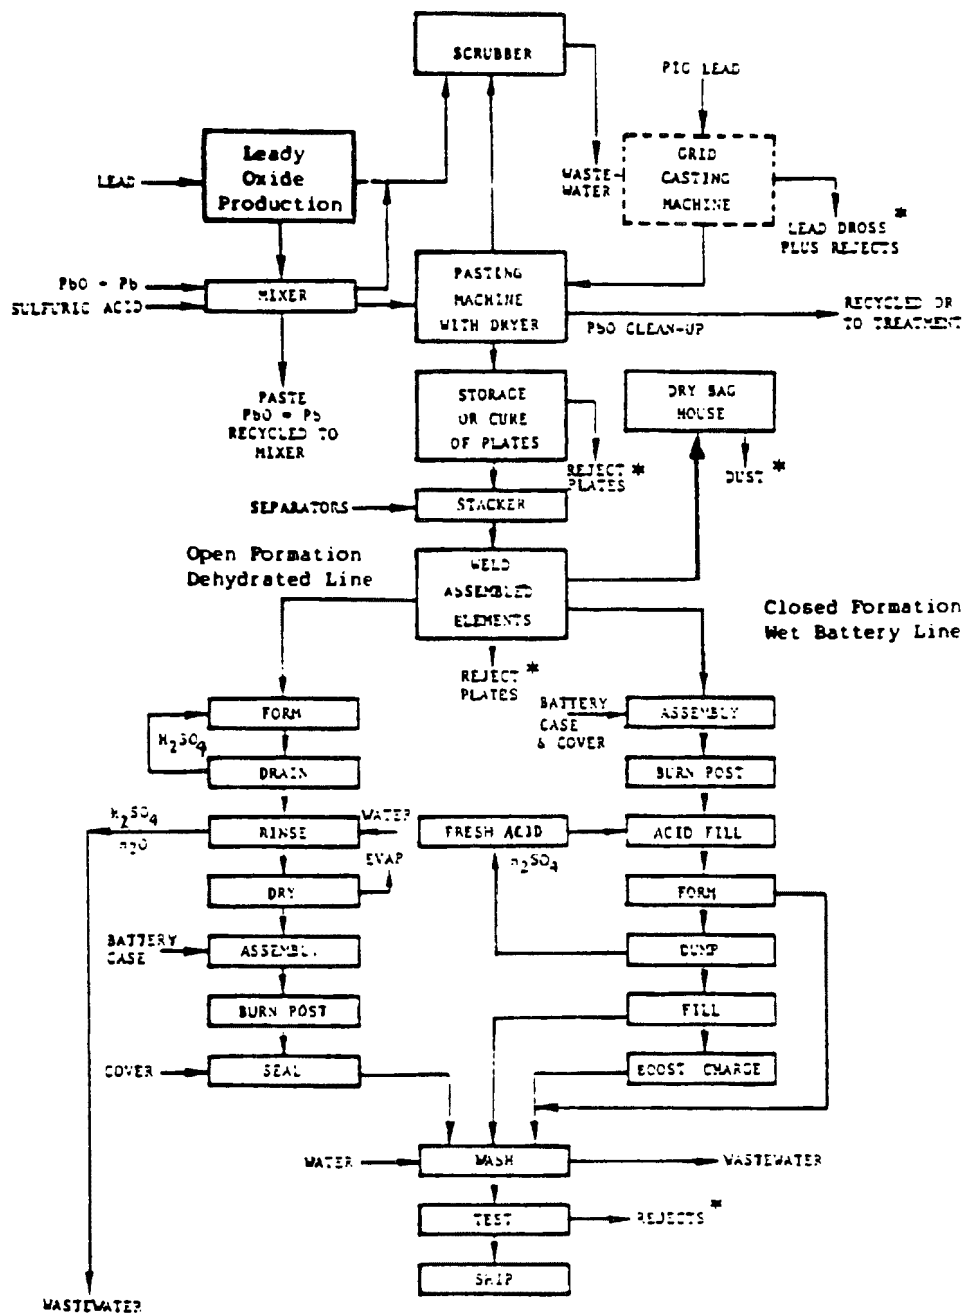 SCRUBBER
PIG LEAD
Leady
Oxide
Production
LEAD
WASTE-
WATER
GRID
CASTING
MACHINE
LEAD DROSS *
PLUS REJECTS
PbO - Pb
SULFURIC ACID
MIXER
PASTING
MACHINE
WITH DRYER
PbO CLEAN-UP
RECYCLED OR
TO TREATMENT
PASTE
PbO - Pb
RECYCLED TO
MIXER
STORAGE
OR CURE
OF PLATES
REJECT *
PLATES
DRY BAG
HOUSE
DUST *
SEPARATORS
STACKER
Open Formation
Dehydrated Line
WELD
ASSEMBLED
ELEMENTS
Closed Formation
Wet Battery Line
REJECT *
PLATES
FORM
H2SO4
DRAIN
H2SO4
H2O
RINSE
WATER
EVAP
DRY
BATTERY
CASE
ASSEMBLY
BURN POST
COVER
SEAL
BATTERY
CASE
& COVER
ASSEMBLY
BURN POST
FRESH ACID
H2SO4
ACID FILL
FORM
DUMP
FILL
BOOST CHARGE
WATER
WASH
WASTEWATER
TEST
REJECTS *
SHIP
WASTEWATER